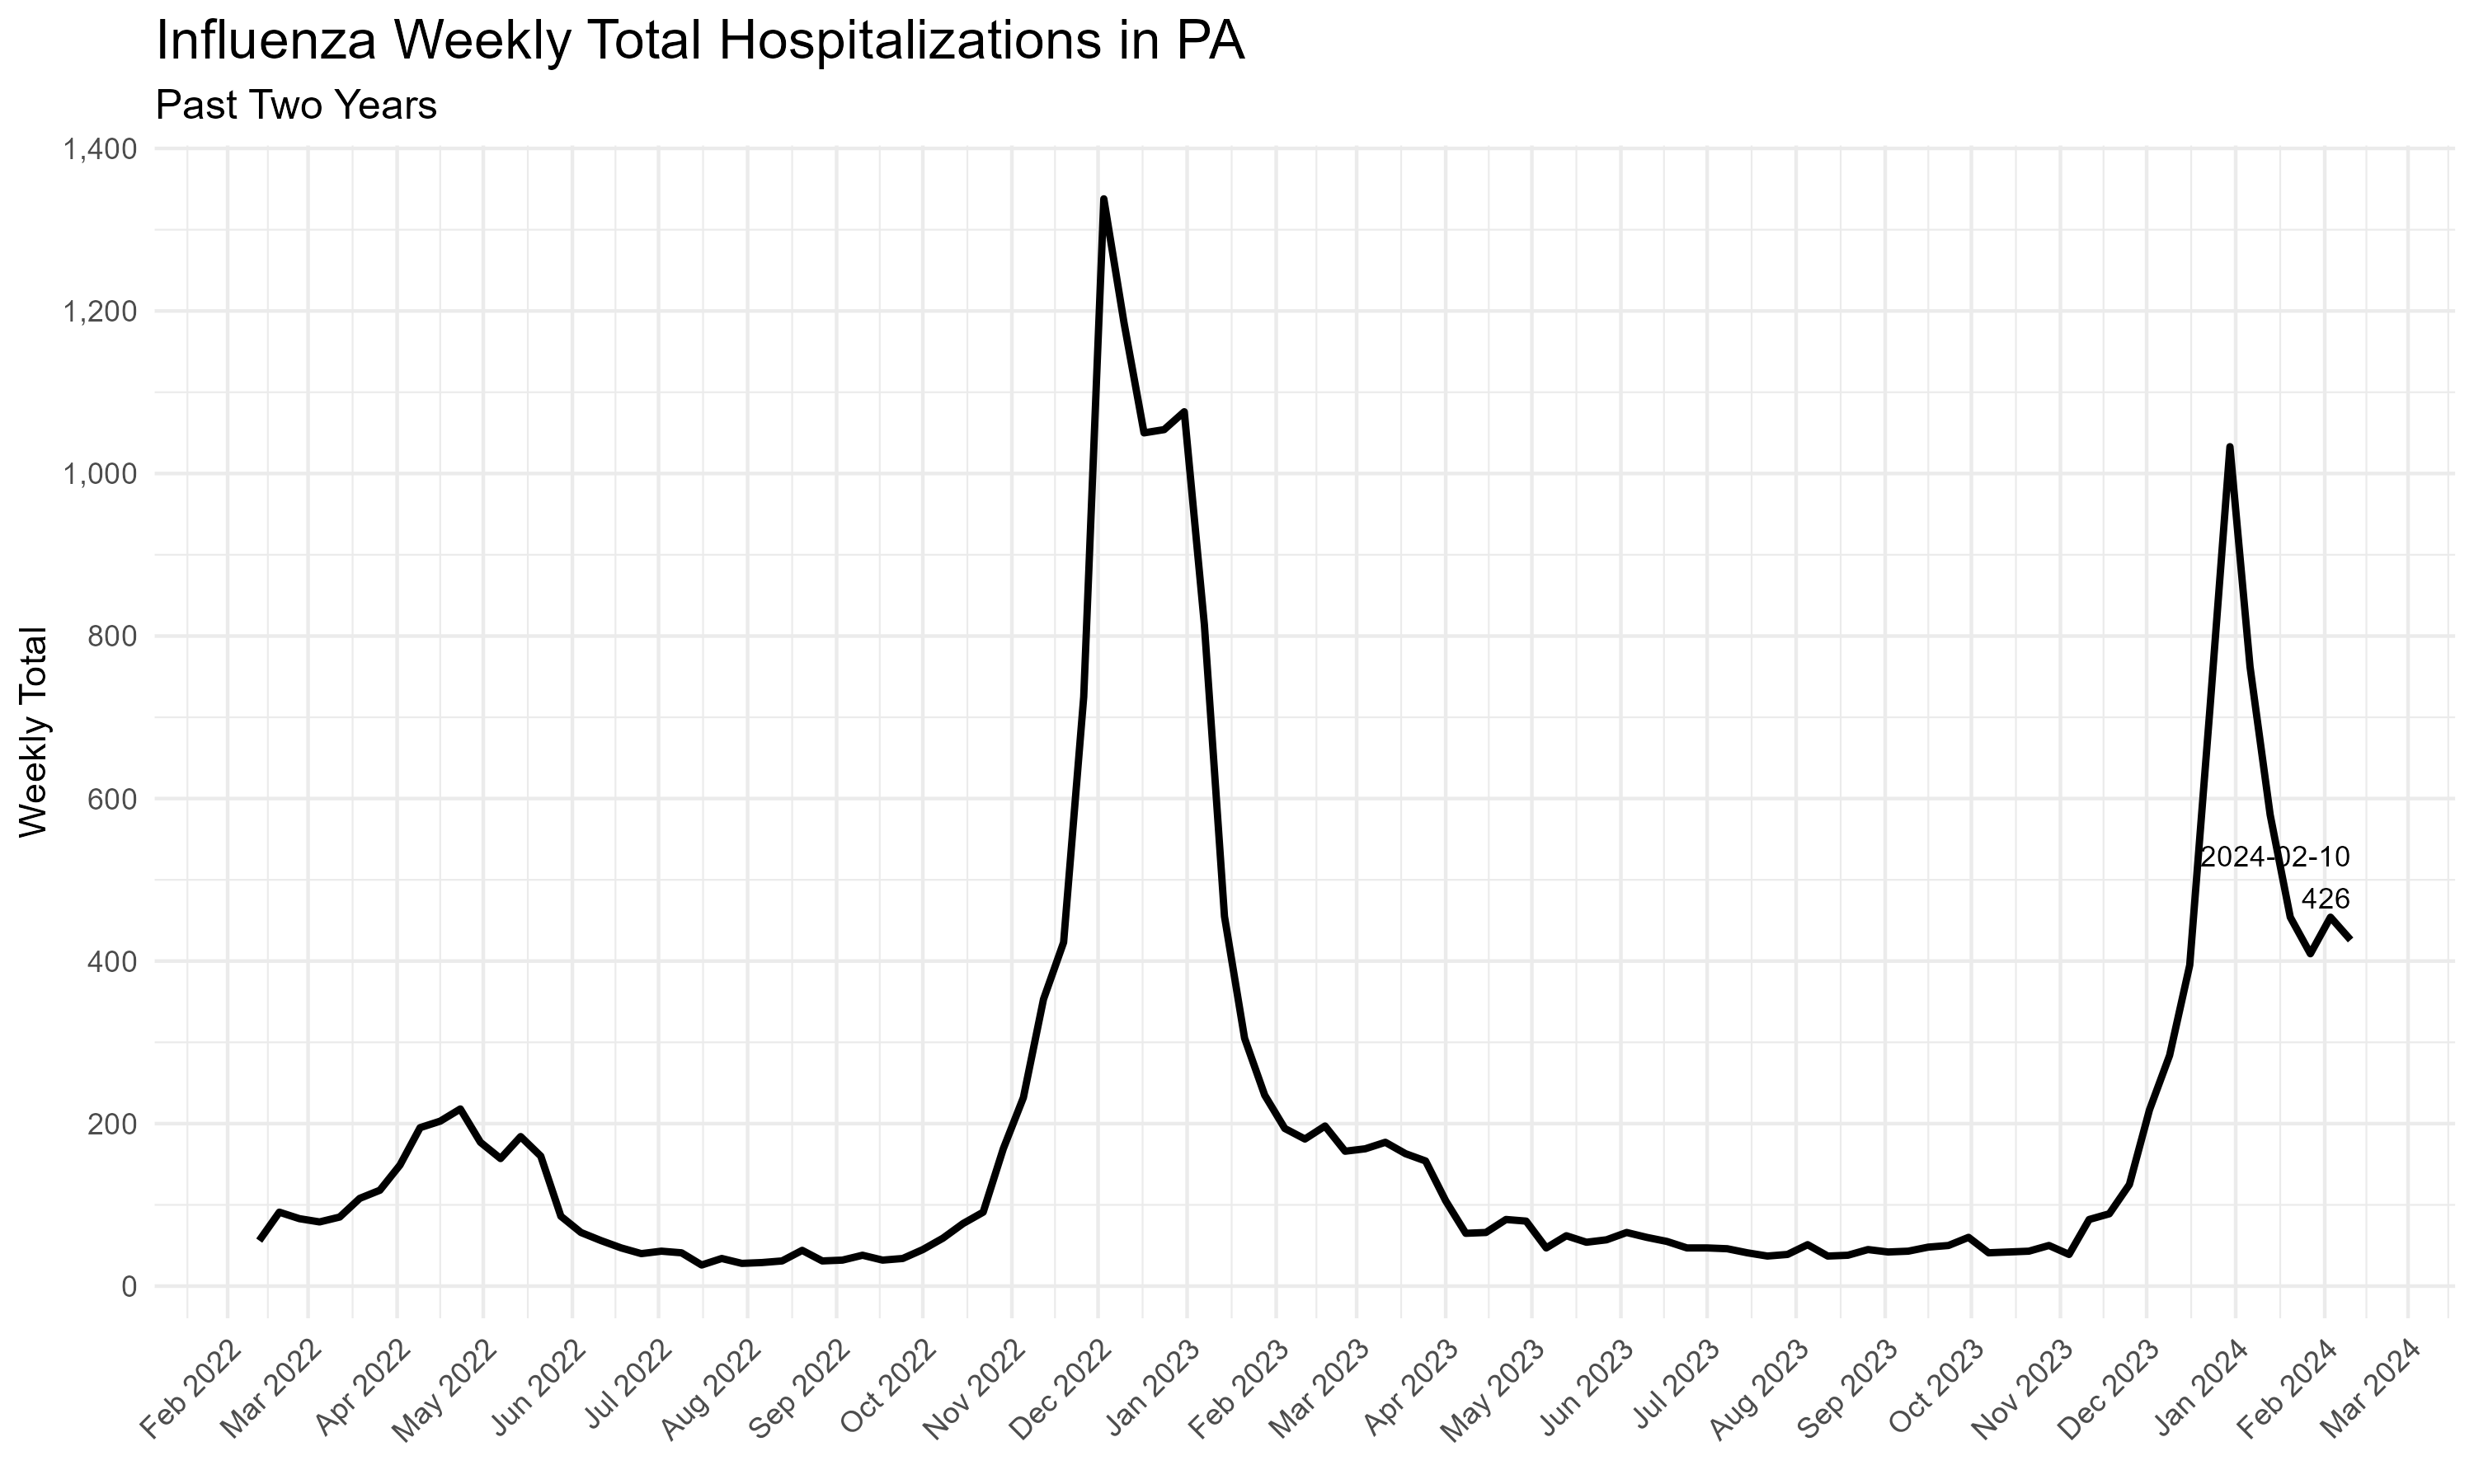 Influenza Weekly Total Hospitalizations in PA
Past Two Years
Weekly Total
1,400
1,200
1,000
800
600
400
200
0
2024-02-10
426
Feb 2022
Mar 2022
Apr 2022
May 2022
Jun 2022
Jul 2022
Aug 2022
Sep 2022
Oct 2022
Nov 2022
Dec 2022
Jan 2023
Feb 2023
Mar 2023
Apr 2023
May 2023
Jun 2023
Jul 2023
Aug 2023
Sep 2023
Oct 2023
Nov 2023
Dec 2023
Jan 2024
Feb 2024
Mar 2024